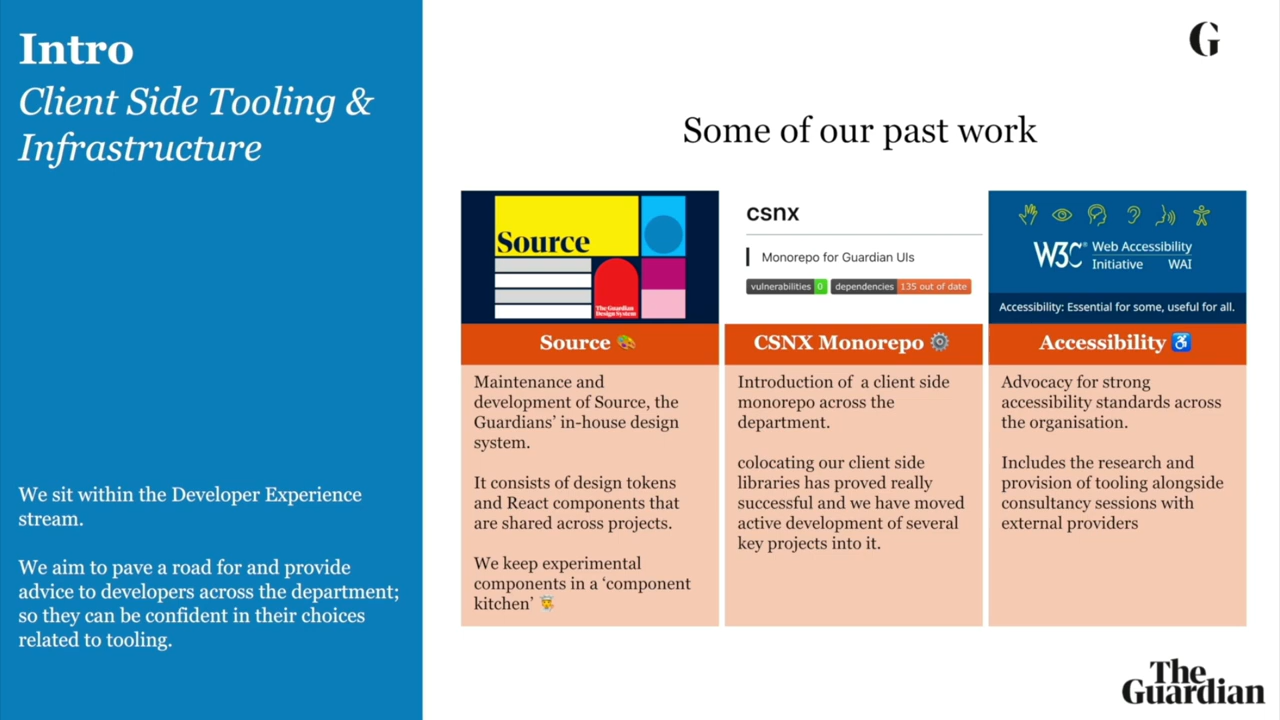 Intro
Client Side Tooling &
Infrastructure
We sit within the Developer Experience
stream.
We aim to pave a road for and provide
advice to developers across the department;
so they can be confident in their choices
related to tooling.
G
Some of our past work
Source
The Guardian
Design System
Source 🎨
Maintenance and
development of Source, the
Guardians’ in-house design
system.
It consists of design tokens
and React components that
are shared across projects.
We keep experimental
components in a ‘component
kitchen’ 🧑‍🍳
csnx
Monorepo for Guardian UIs
vulnerabilities 0 dependencies 135 out of date
CSNX Monorepo ⚙️
Introduction of a client side
monorepo across the
department.
colocating our client side
libraries has proved really
successful and we have moved
active development of several
key projects into it.
W3C® Web Accessibility
Initiative WAI
Accessibility: Essential for some, useful for all.
Accessibility ♿
Advocacy for strong
accessibility standards across
the organisation.
Includes the research and
provision of tooling alongside
consultancy sessions with
external providers
The
Guardian